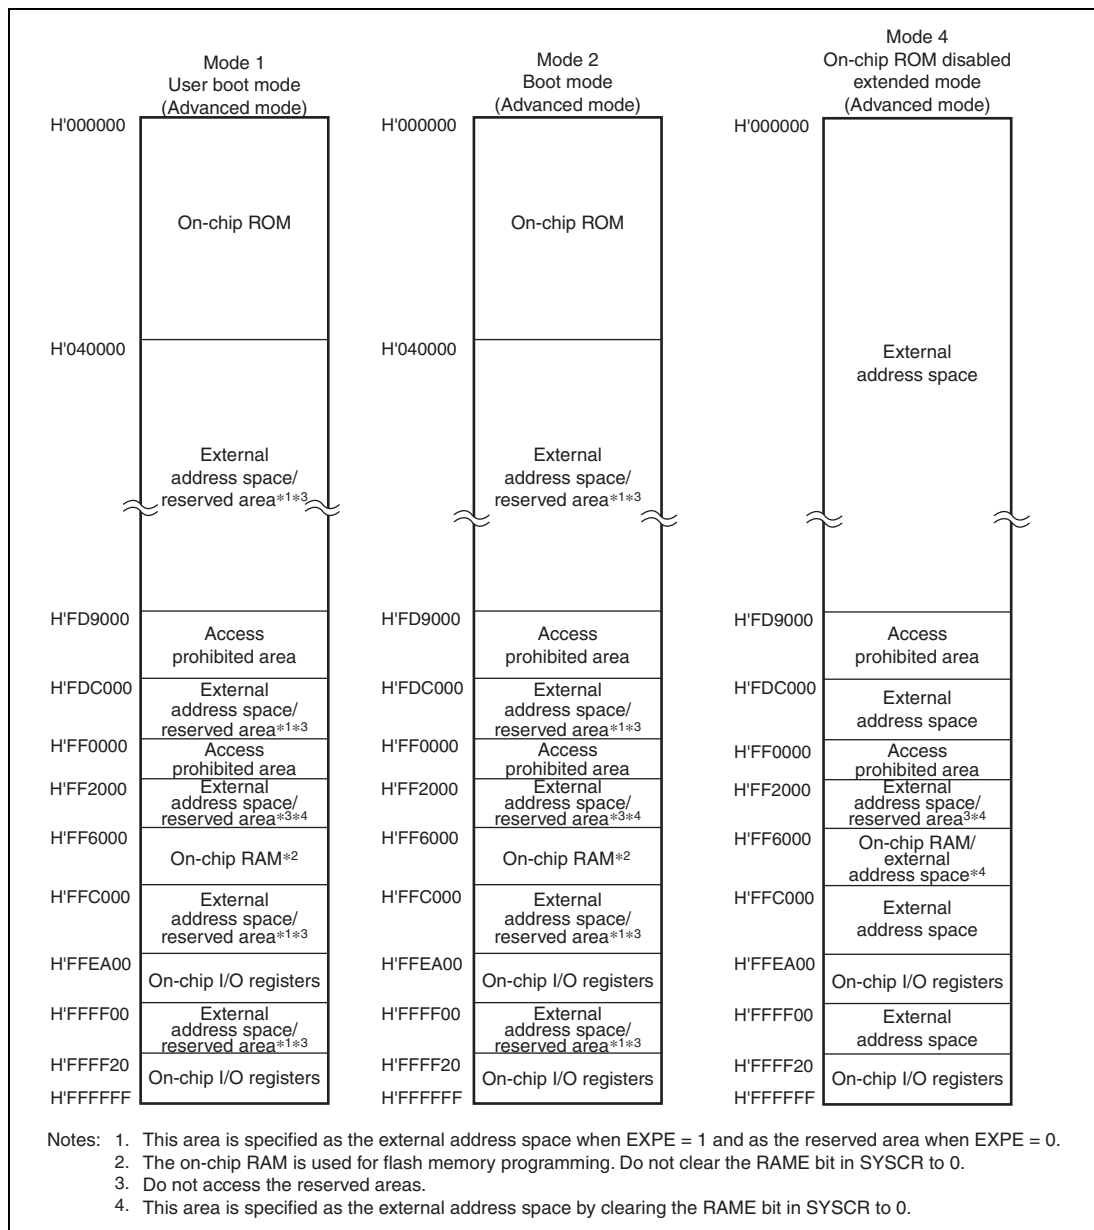 Mode 1
User boot mode
(Advanced mode)
H'000000
On-chip ROM
H'040000
External
address space/
reserved area*1*3
H'FD9000
Access
prohibited area
H'FDC000
External
address space/
reserved area*1*3
H'FF0000
Access
prohibited area
H'FF2000
External
address space/
reserved area*3*4
H'FF6000
On-chip RAM*2
H'FFC000
External
address space/
reserved area*1*3
H'FFEA00
On-chip I/O registers
H'FFFF00
External
address space/
reserved area*1*3
H'FFFF20
On-chip I/O registers
H'FFFFFF
Mode 2
Boot mode
(Advanced mode)
H'000000
On-chip ROM
H'040000
External
address space/
reserved area*1*3
H'FD9000
Access
prohibited area
H'FDC000
External
address space/
reserved area*1*3
H'FF0000
Access
prohibited area
H'FF2000
External
address space/
reserved area*3*4
H'FF6000
On-chip RAM*2
H'FFC000
External
address space/
reserved area*1*3
H'FFEA00
On-chip I/O registers
H'FFFF00
External
address space/
reserved area*1*3
H'FFFF20
On-chip I/O registers
H'FFFFFF
Mode 4
On-chip ROM disabled
extended mode
(Advanced mode)
H'000000
External
address space
H'FD9000
Access
prohibited area
H'FDC000
External
address space
H'FF0000
Access
prohibited area
H'FF2000
External
address space/
reserved area3*4
H'FF6000
On-chip RAM/
external
address space*4
H'FFC000
External
address space
H'FFEA00
On-chip I/O registers
H'FFFF00
External
address space
H'FFFF20
On-chip I/O registers
H'FFFFFF
Notes: 1. This area is specified as the external address space when EXPE = 1 and as the reserved area when EXPE = 0.
2. The on-chip RAM is used for flash memory programming. Do not clear the RAME bit in SYSCR to 0.
3. Do not access the reserved areas.
4. This area is specified as the external address space by clearing the RAME bit in SYSCR to 0.